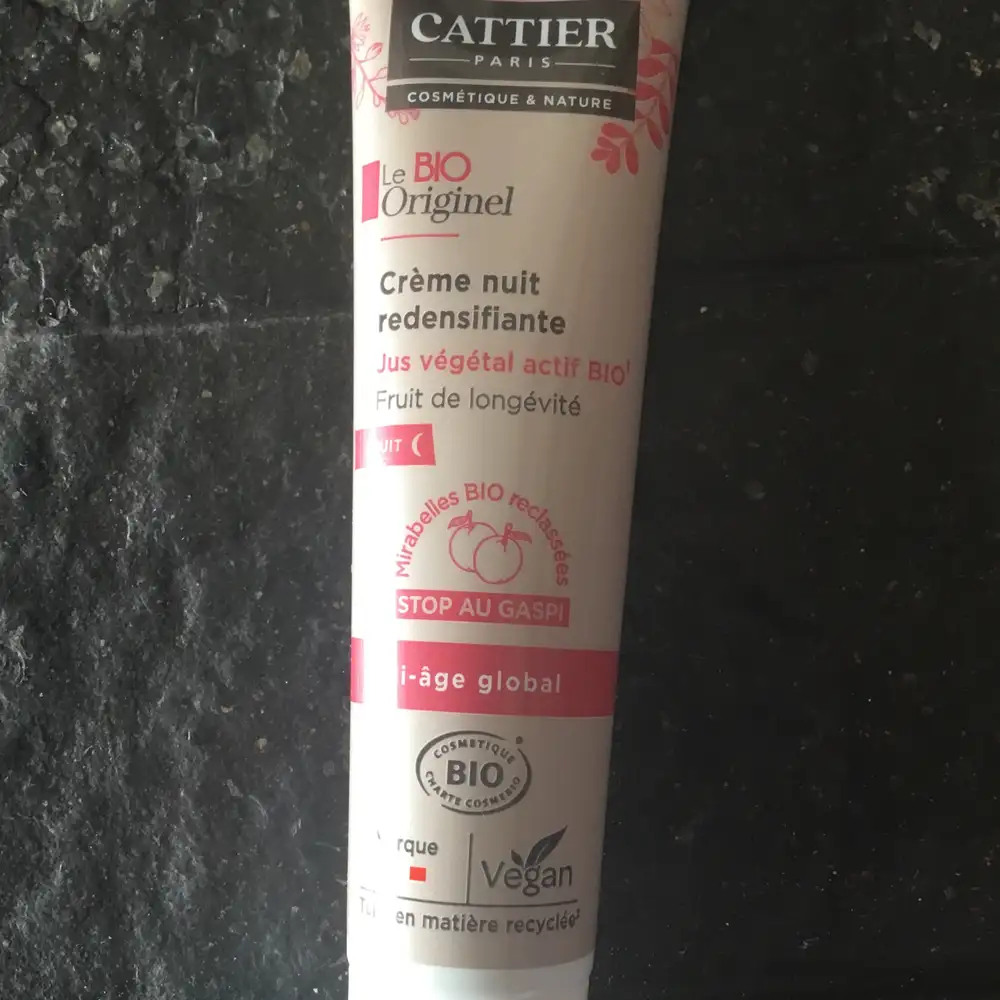 CATTIER
PARIS
COSMÉTIQUE & NATURE
Le BIO
Originel
Crème nuit
redensifiante
Jus végétal actif BIO¹
Fruit de longévité
UIT
Mirabelles BIO reclassées
STOP AU GASPI
i-âge global
COSMETIQUE
BIO
CHARTE COSMEBIO
rque
Vegan
en matière recyclée²